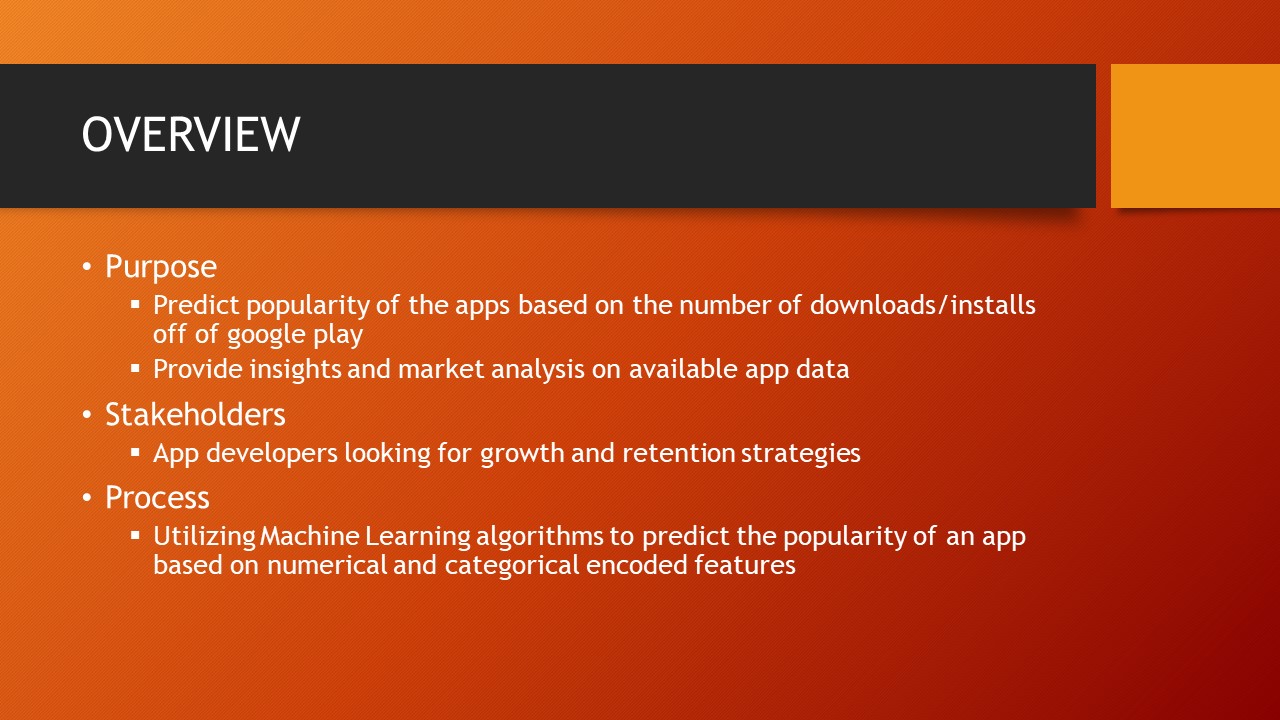 OVERVIEW
• Purpose
▪ Predict popularity of the apps based on the number of downloads/installs
off of google play
▪ Provide insights and market analysis on available app data
• Stakeholders
▪ App developers looking for growth and retention strategies
• Process
▪ Utilizing Machine Learning algorithms to predict the popularity of an app
based on numerical and categorical encoded features